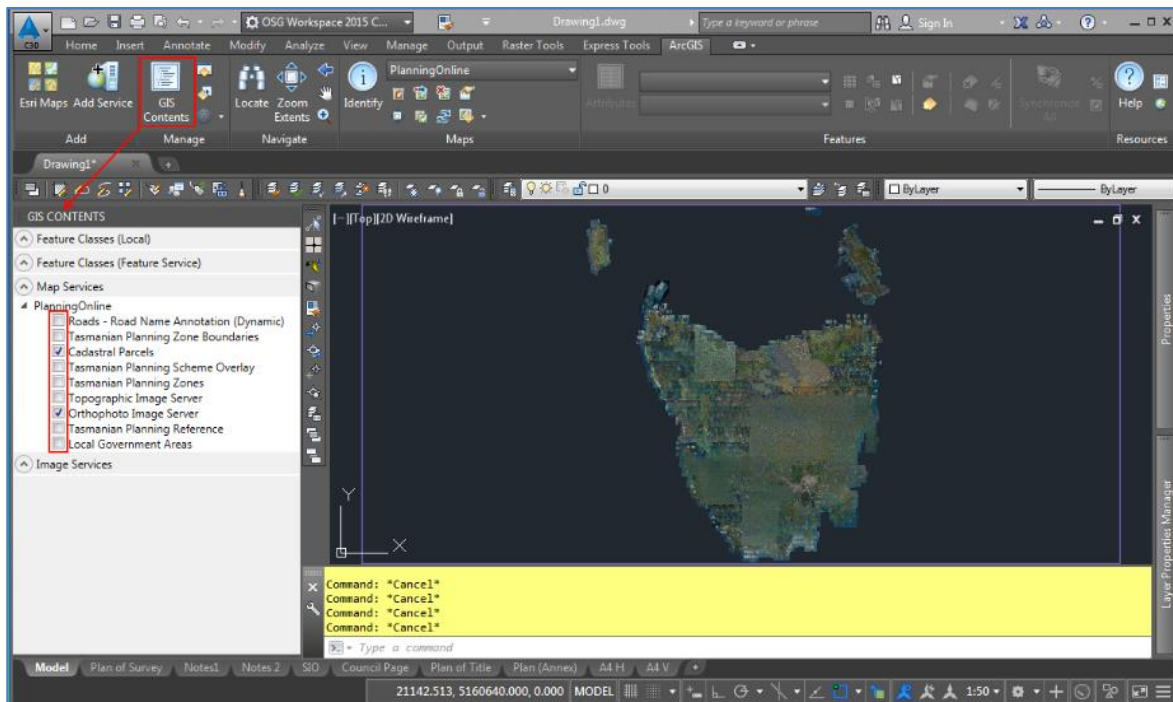 OSG Workspace 2015 C...
Drawing1.dwg
Type a keyword or phrase
Sign In
C3D
Home Insert Annotate Modify Analyze View Manage Output Raster Tools Express Tools ArcGIS
PlanningOnline
Esri Maps Add Service GIS Contents Locate Zoom Extents Identify Attributes Synchronize All Help
Add Manage Navigate Maps Features Resources
Drawing1*
0 ByLayer ByLayer
GIS CONTENTS
[−][Top][2D Wireframe]
Feature Classes (Local)
Feature Classes (Feature Service)
Map Services
PlanningOnline
Roads - Road Name Annotation (Dynamic)
Tasmanian Planning Zone Boundaries
Cadastral Parcels
Tasmanian Planning Scheme Overlay
Tasmanian Planning Zones
Topographic Image Server
Orthophoto Image Server
Tasmanian Planning Reference
Local Government Areas
Image Services
Y
X
Properties
Layer Properties Manager
Command: *Cancel*
Command: *Cancel*
Command: *Cancel*
Command: *Cancel*
Type a command
Model Plan of Survey Notes1 Notes 2 SIO Council Page Plan of Title Plan (Annex) A4 H A4 V
21142.513, 5160640.000, 0.000 MODEL 1:50